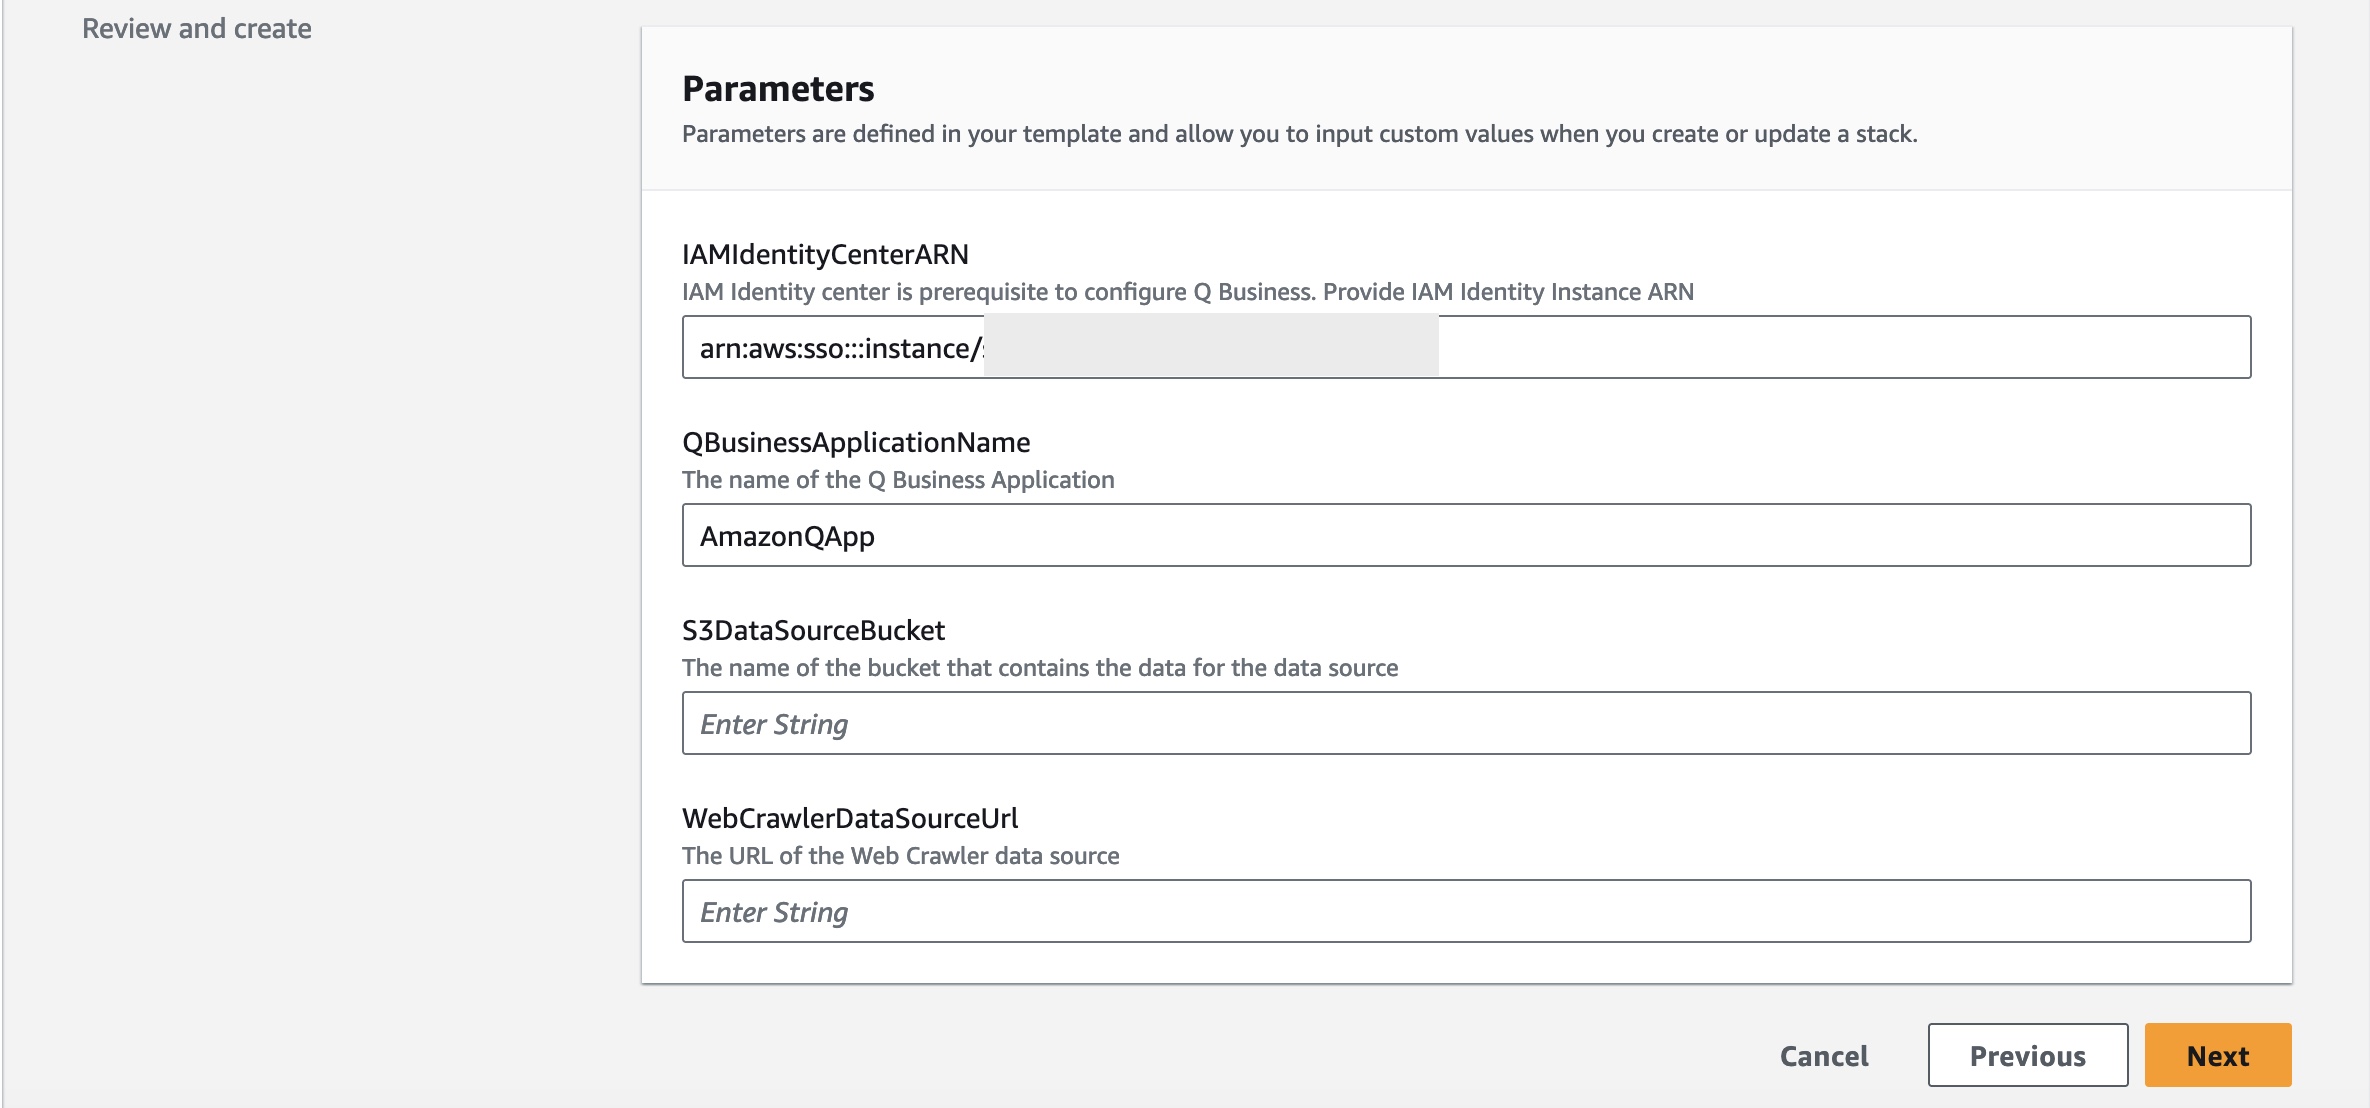 Review and create
Parameters
Parameters are defined in your template and allow you to input custom values when you create or update a stack.
IAMIdentityCenterARN
IAM Identity center is prerequisite to configure Q Business. Provide IAM Identity Instance ARN
arn:aws:sso:::instance/
QBusinessApplicationName
The name of the Q Business Application
AmazonQApp
S3DataSourceBucket
The name of the bucket that contains the data for the data source
Enter String
WebCrawlerDataSourceUrl
The URL of the Web Crawler data source
Enter String
Cancel
Previous
Next